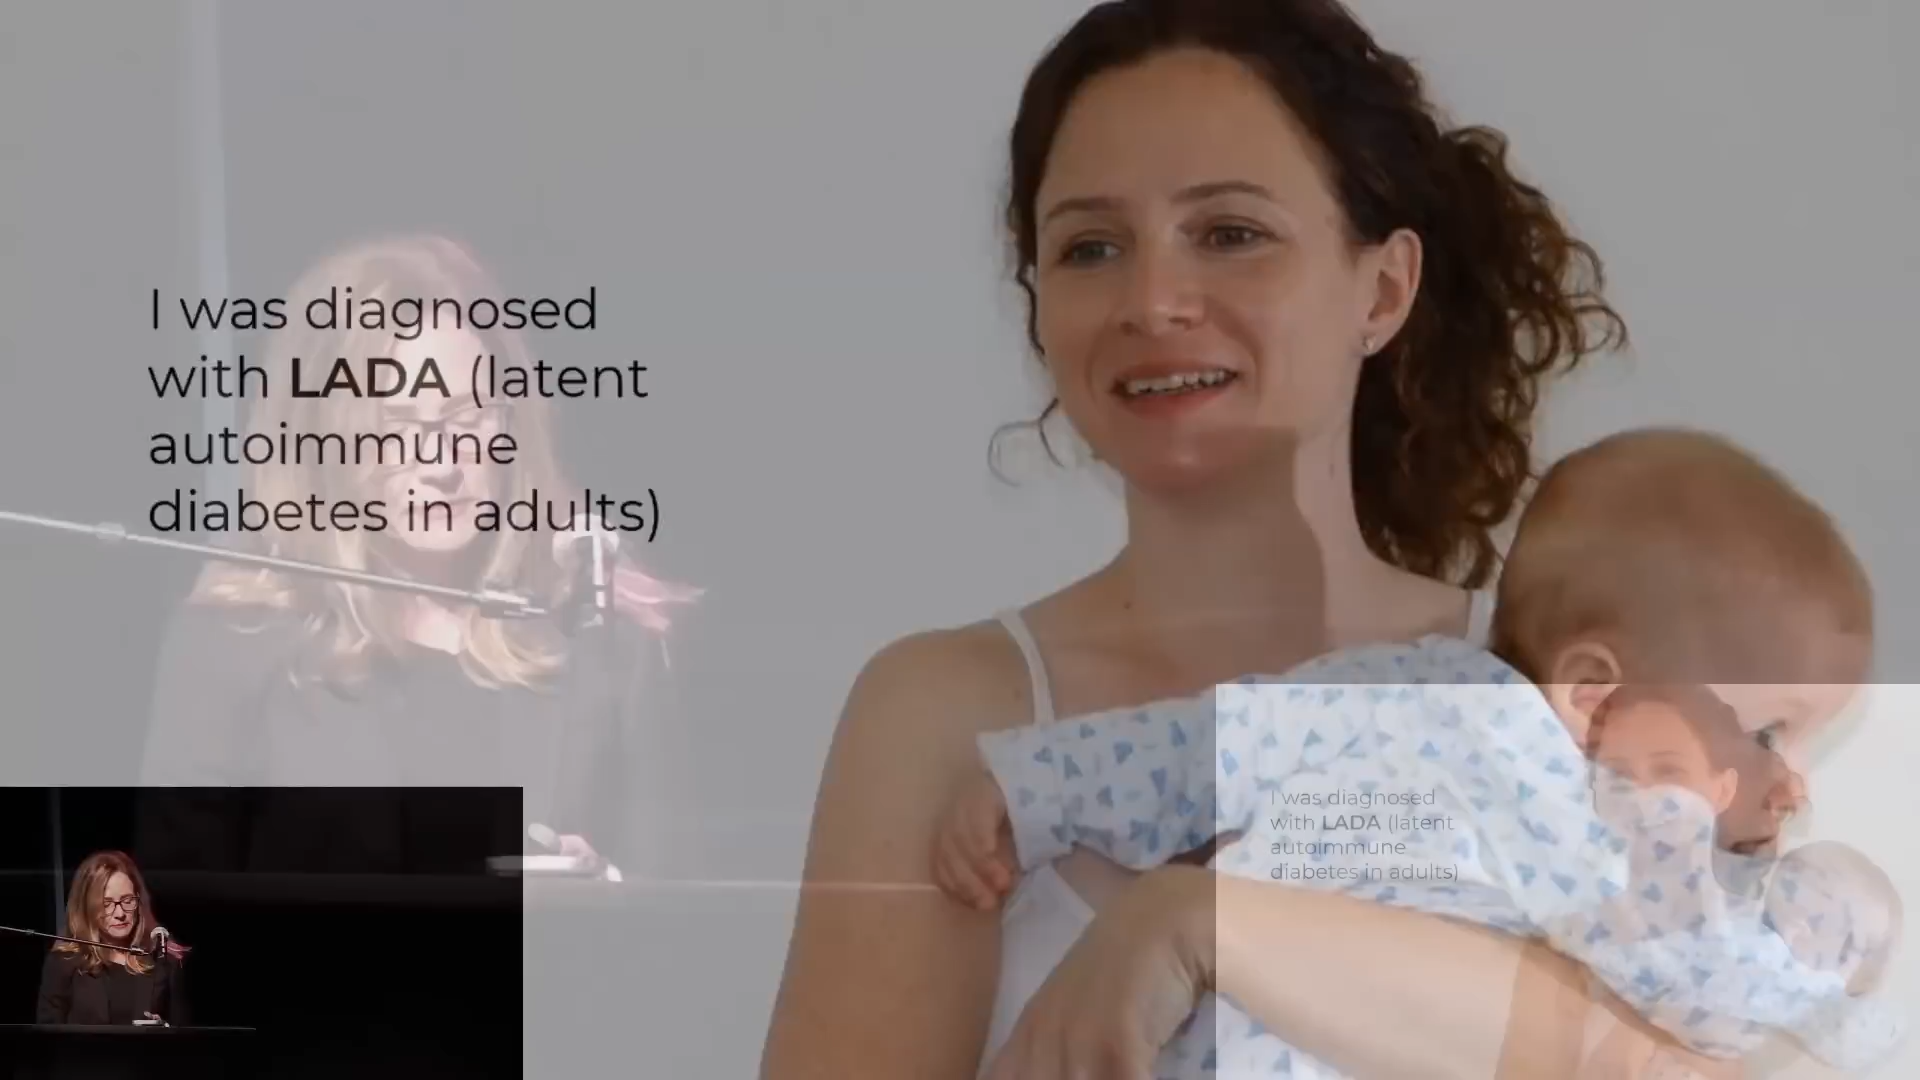 I was diagnosed
with LADA (latent
autoimmune
diabetes in adults)
I was diagnosed
with LADA (latent
autoimmune
diabetes in adults)